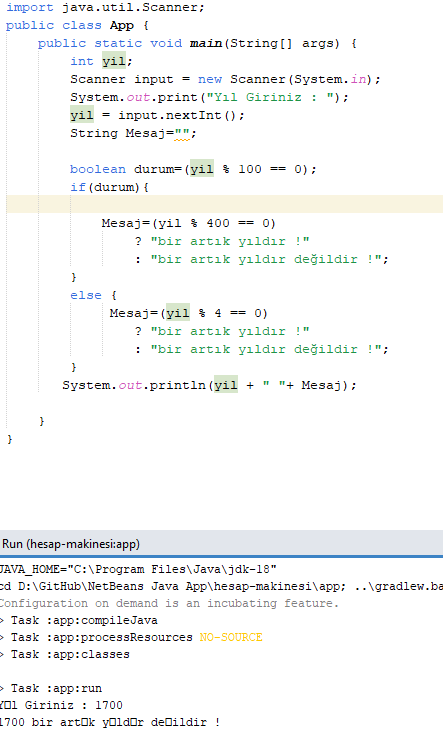 import java.util.Scanner;
public class App {
    public static void main(String[] args) {
        int yil;
        Scanner input = new Scanner(System.in);
        System.out.print("Yıl Giriniz : ");
        yil = input.nextInt();
        String Mesaj="";
        boolean durum=(yil % 100 == 0);
        if(durum){
            Mesaj=(yil % 400 == 0)
                ? "bir artık yıldır !"
                : "bir artık yıldır değildir !";
        }
        else {
             Mesaj=(yil % 4 == 0)
                ? "bir artık yıldır !"
                : "bir artık yıldır değildir !";
        }
       System.out.println(yil + " "+ Mesaj);
    }
}
Run (hesap-makinesi:app)
JAVA_HOME="C:\Program Files\Java\jdk-18"
cd D:\GitHub\NetBeans Java App\hesap-makinesi\app; ..\gradlew.ba
Configuration on demand is an incubating feature.
> Task :app:compileJava
> Task :app:processResources NO-SOURCE
> Task :app:classes
> Task :app:run
Y□l Giriniz : 1700
1700 bir art□k y□ld□r de□ildir !